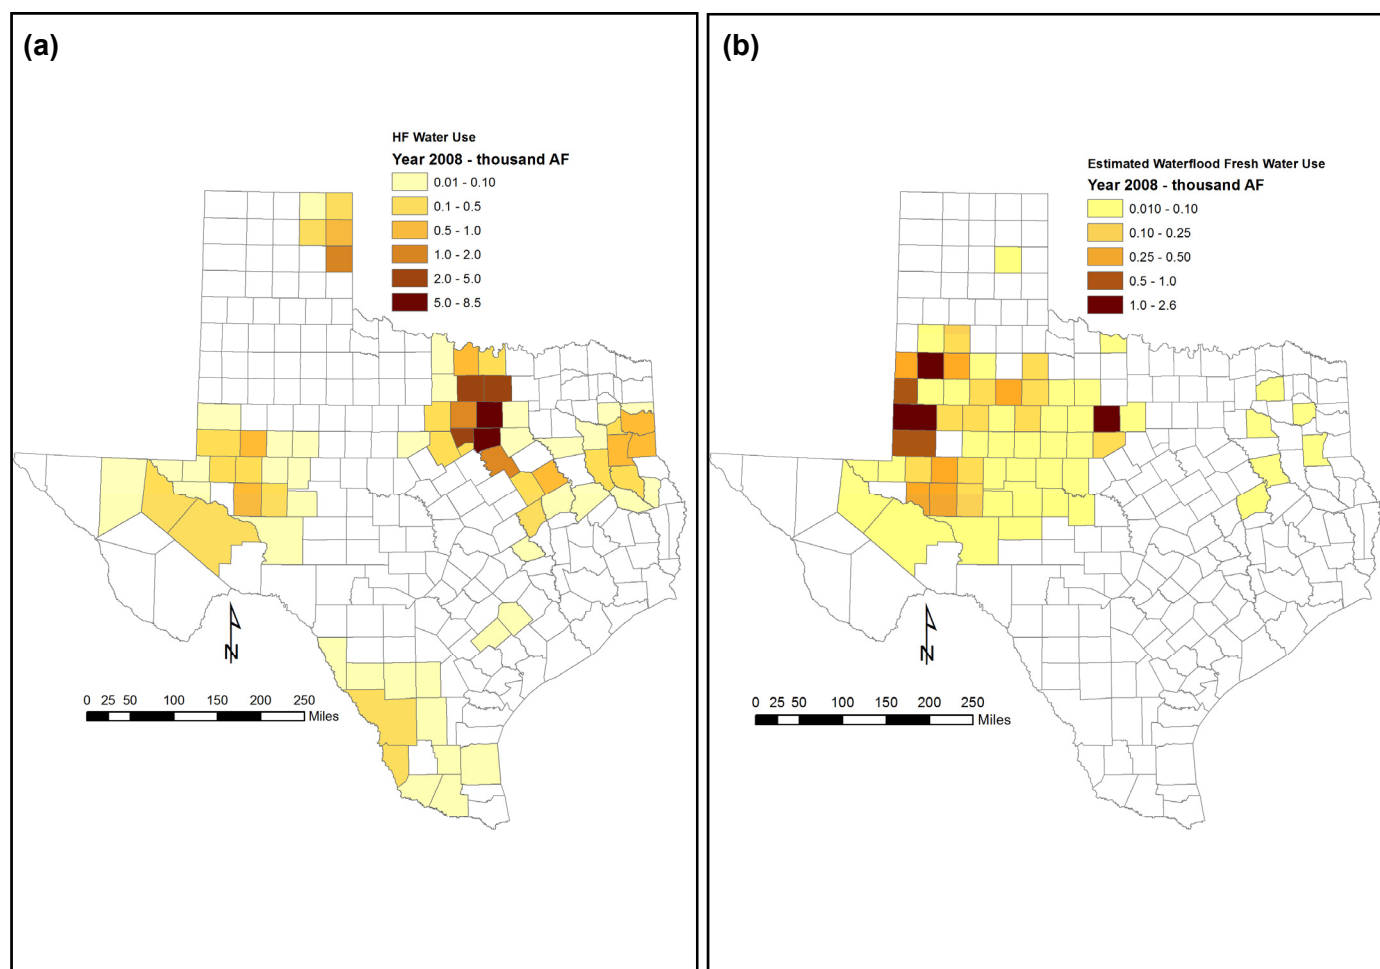 (a)
HF Water Use
Year 2008 - thousand AF
0.01 - 0.10
0.1 - 0.5
0.5 - 1.0
1.0 - 2.0
2.0 - 5.0
5.0 - 8.5
N
0 25 50 100 150 200 250
Miles
(b)
Estimated Waterflood Fresh Water Use
Year 2008 - thousand AF
0.010 - 0.10
0.10 - 0.25
0.25 - 0.50
0.5 - 1.0
1.0 - 2.6
N
0 25 50 100 150 200 250
Miles